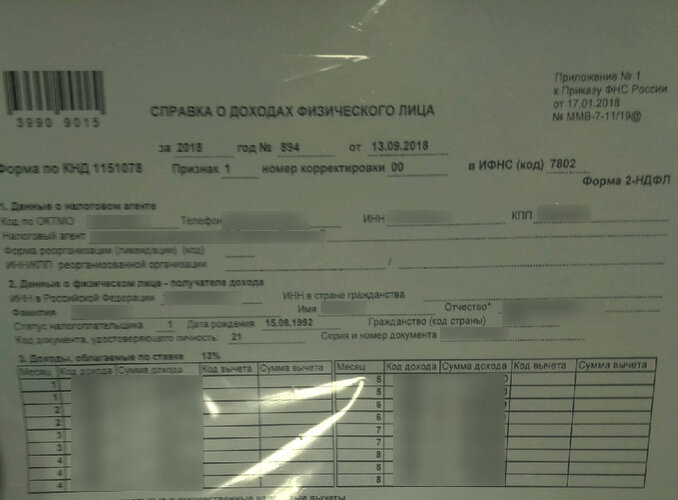 3990 9015
Приложение № 1
к Приказу ФНС России
от 17.01.2018
№ ММВ-7-11/19@
СПРАВКА О ДОХОДАХ ФИЗИЧЕСКОГО ЛИЦА
за 2018 год № 894 от 13.09.2018
Форма по КНД 1151078 Признак 1 номер корректировки 00 в ИФНС (код) 7802
Форма 2-НДФЛ
1. Данные о налоговом агенте
Код по ОКТМО Телефон ИНН КПП
Налоговый агент
Форма реорганизации (ликвидации) (код)
ИНН/КПП реорганизованной организации /
2. Данные о физическом лице - получателе дохода
ИНН в Российской Федерации ИНН в стране гражданства
Фамилия Имя Отчество*
Статус налогоплательщика 1 Дата рождения 15.08.1992 Гражданство (код страны)
Код документа, удостоверяющего личность: 21 Серия и номер документа
3. Доходы, облагаемые по ставке 13%
Месяц Код дохода Сумма дохода Код вычета Сумма вычета Месяц Код дохода Сумма дохода Код вычета Сумма вычета
1 5
1 5
2 6
2 6
3 7
3 7
4 8
4 8
вычеты